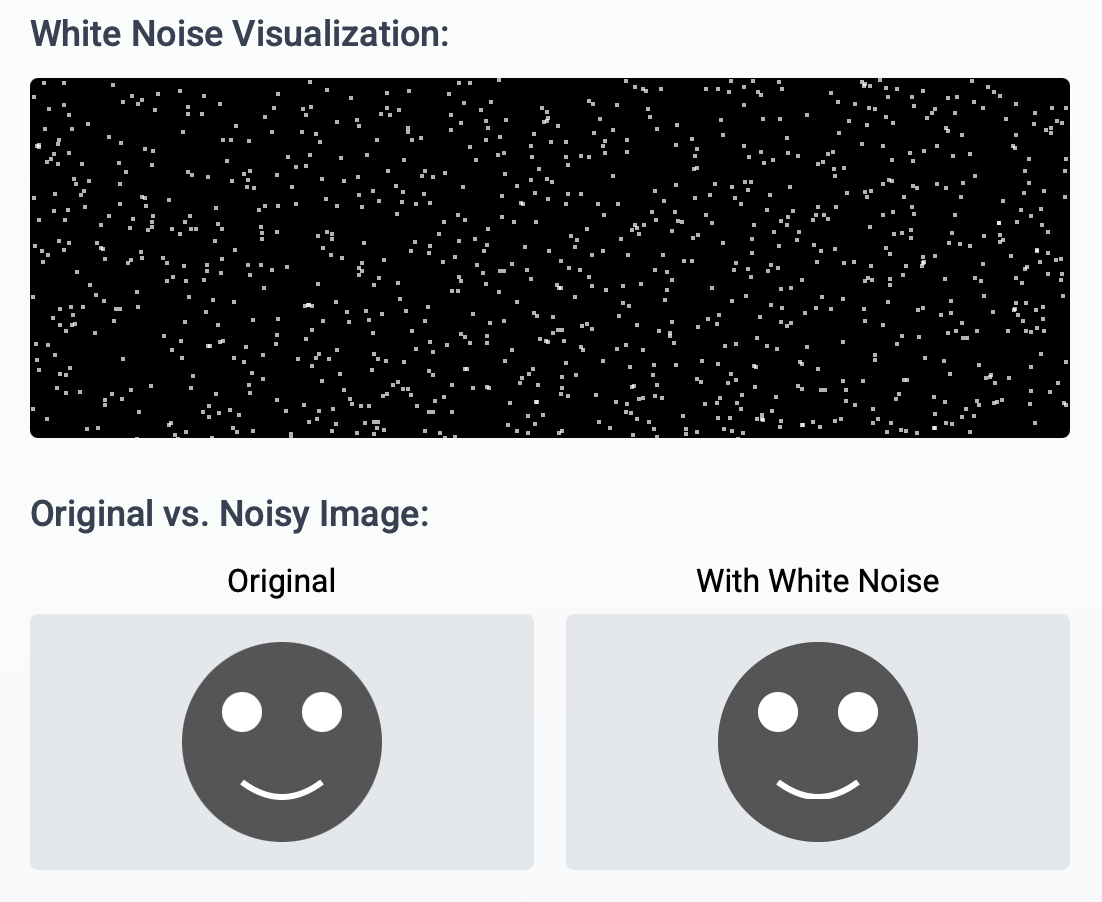 White Noise Visualization:
Original vs. Noisy Image:
Original
With White Noise